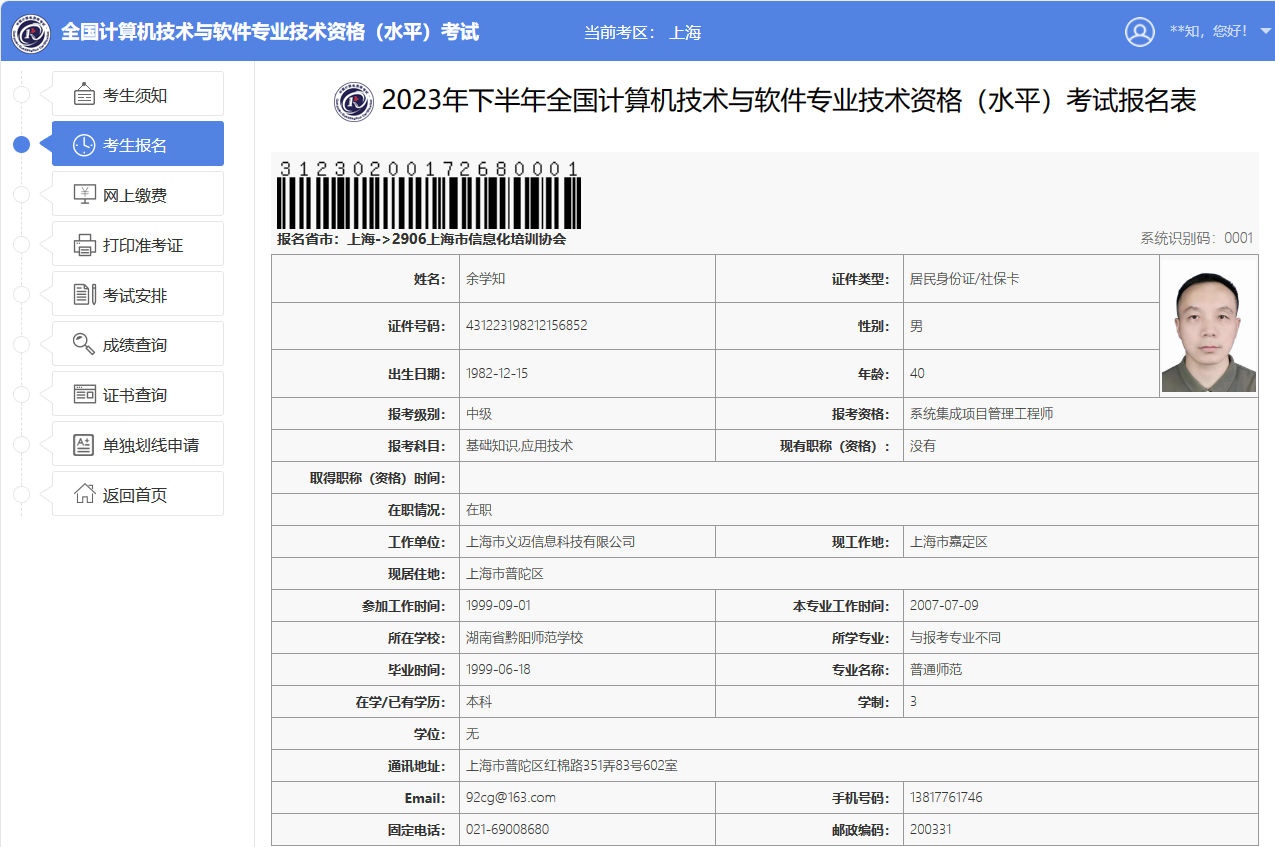 全国计算机技术与软件专业技术资格（水平）考试 当前考区： 上海 **知，您好！
考生须知
考生报名
网上缴费
打印准考证
考试安排
成绩查询
证书查询
单独划线申请
返回首页
2023年下半年全国计算机技术与软件专业技术资格（水平）考试报名表
31230200172680001
报名省市：上海->2906上海市信息化培训协会 系统识别码：0001
姓名： 余学知 证件类型： 居民身份证/社保卡
证件号码： 431223198212156852 性别： 男
出生日期： 1982-12-15 年龄： 40
报考级别： 中级 报考资格： 系统集成项目管理工程师
报考科目： 基础知识,应用技术 现有职称（资格）： 没有
取得职称（资格）时间：
在职情况： 在职
工作单位： 上海市义迈信息科技有限公司 现工作地： 上海市嘉定区
现居住地： 上海市普陀区
参加工作时间： 1999-09-01 本专业工作时间： 2007-07-09
所在学校： 湖南省黔阳师范学校 所学专业： 与报考专业不同
毕业时间： 1999-06-18 专业名称： 普通师范
在学/已有学历： 本科 学制： 3
学位： 无
通讯地址： 上海市普陀区红棉路351弄83号602室
Email： 92cg@163.com 手机号码： 13817761746
固定电话： 021-69008680 邮政编码： 200331